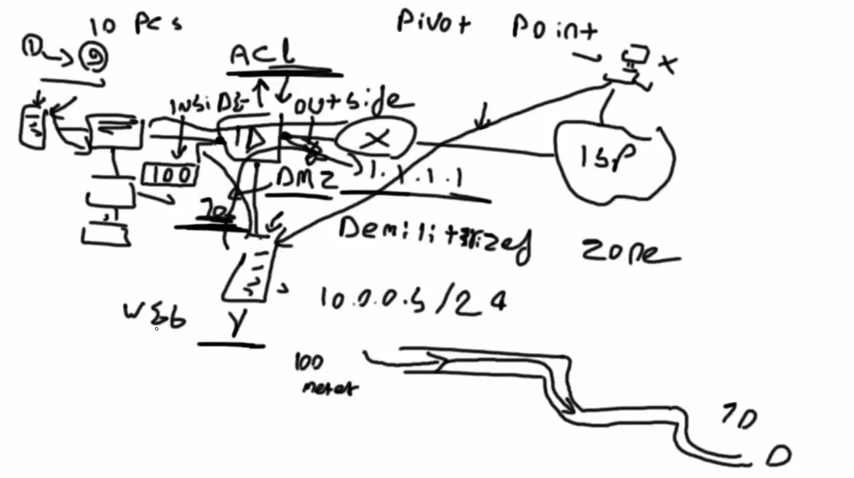 10 PCs
Pivot Point
1
ACL
X
INSIDE
OUtside
X
ISP
100
DMZ
1.1.1.1
Demilitarized
Zone
WEb
Y
10.0.0.5/24
100
meter